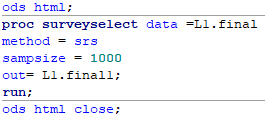 ods html;
proc surveyselect data =L1.final
method = srs
sampsize = 1000
out= L1.final1;
run;
ods html close;